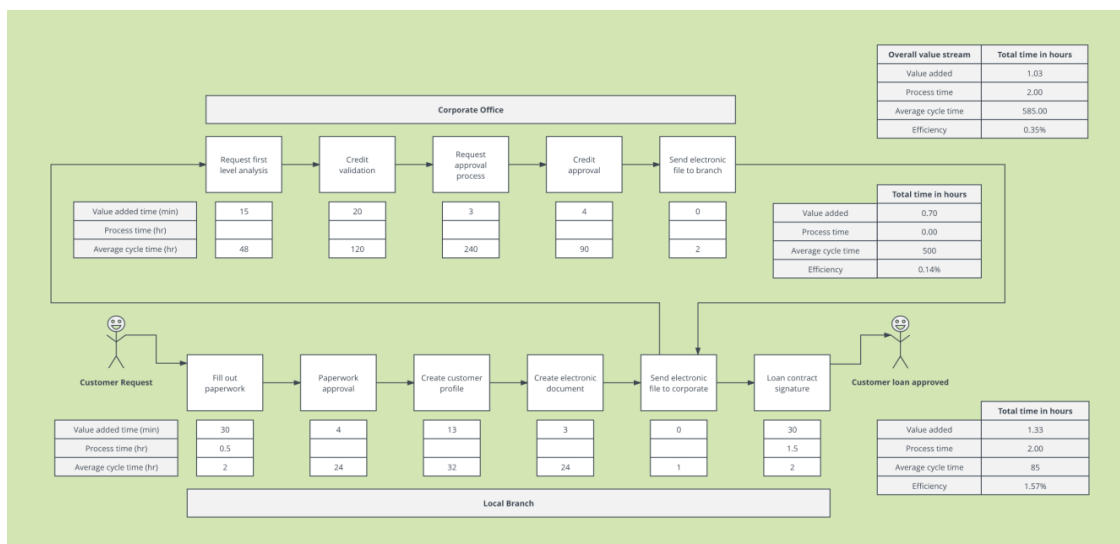 Overall value stream Total time in hours
Value added 1.03
Process time 2.00
Average cycle time 585.00
Efficiency 0.35%
Corporate Office
Request first
level analysis
Credit
validation
Request
approval
process
Credit
approval
Send electronic
file to branch
Value added time (min) 15 20 3 4 0
Process time (hr)
Average cycle time (hr) 48 120 240 90 2
Total time in hours
Value added 0.70
Process time 0.00
Average cycle time 500
Efficiency 0.14%
Customer Request
Fill out
paperwork
Paperwork
approval
Create customer
profile
Create electronic
document
Send electronic
file to corporate
Loan contract
signature
Customer loan approved
Value added time (min) 30 4 13 3 0 30
Process time (hr) 0.5 1.5
Average cycle time (hr) 2 24 32 24 1 2
Total time in hours
Value added 1.33
Process time 2.00
Average cycle time 85
Efficiency 1.57%
Local Branch